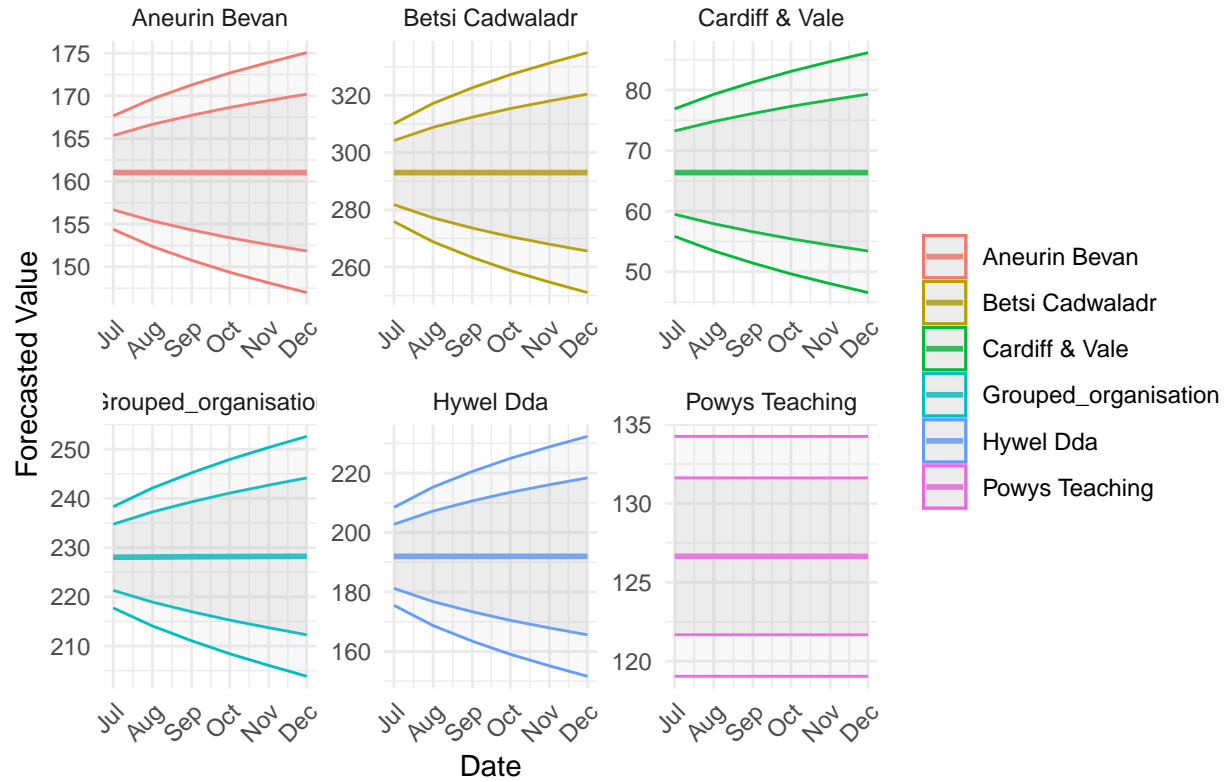 Aneurin Bevan
Betsi Cadwaladr
Cardiff & Vale
175
170
165
160
155
150
320
300
280
260
80
70
60
50
Jul
Aug
Sep
Oct
Nov
Dec
Jul
Aug
Sep
Oct
Nov
Dec
Jul
Aug
Sep
Oct
Nov
Dec
Forecasted Value
Grouped_organisation
Hywel Dda
Powys Teaching
250
240
230
220
210
220
200
180
160
135
130
125
120
Jul
Aug
Sep
Oct
Nov
Dec
Jul
Aug
Sep
Oct
Nov
Dec
Jul
Aug
Sep
Oct
Nov
Dec
Date
Aneurin Bevan
Betsi Cadwaladr
Cardiff & Vale
Grouped_organisation
Hywel Dda
Powys Teaching